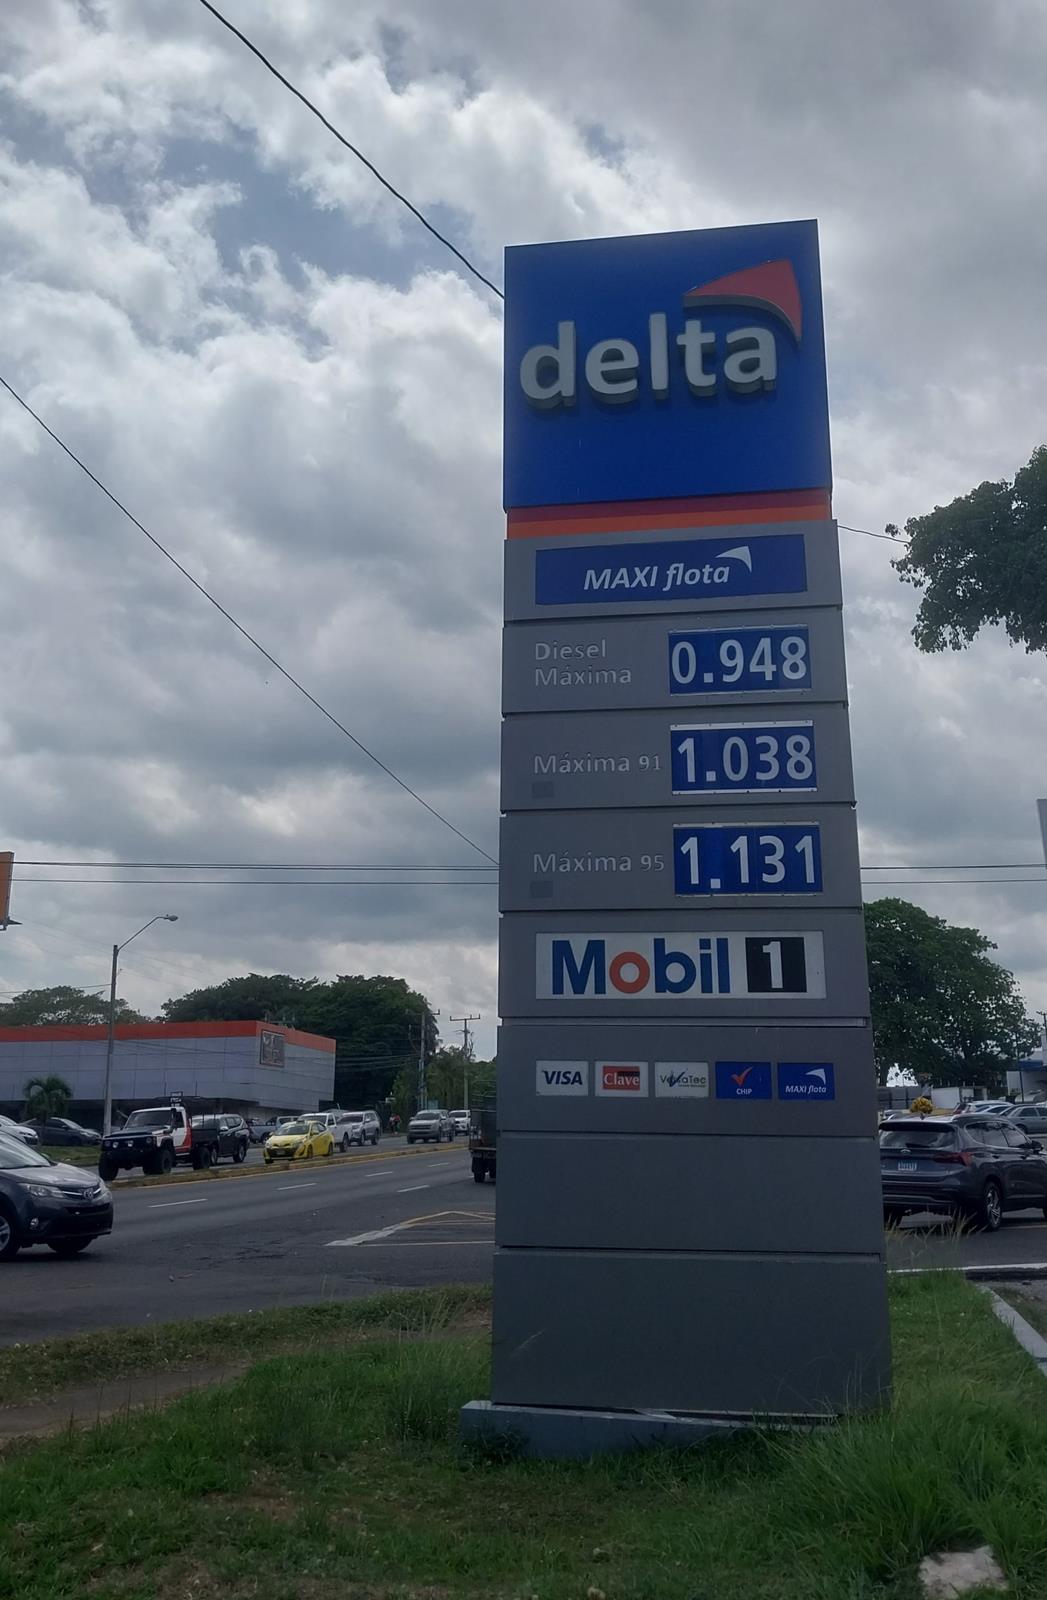 delta
MAXI flota
Diesel
Máxima
0.948
Máxima 91
1.038
Máxima 95
1.131
Mobil 1
VISA
Clave
ValeTec
CHIP
MAXI flota